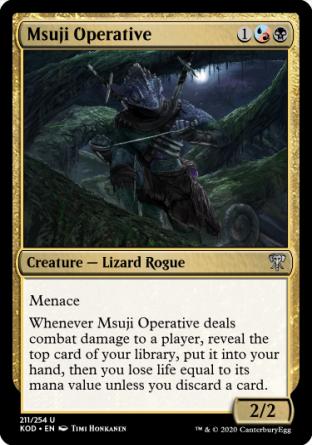 Msuji Operative 1
Creature — Lizard Rogue
Menace
Whenever Msuji Operative deals
combat damage to a player, reveal the
top card of your library, put it into your
hand, then you lose life equal to its
mana value unless you discard a card.
2/2
211/254 U
KOD • EN Timi Honkanen
™ & © 2020 CanterburyEgg